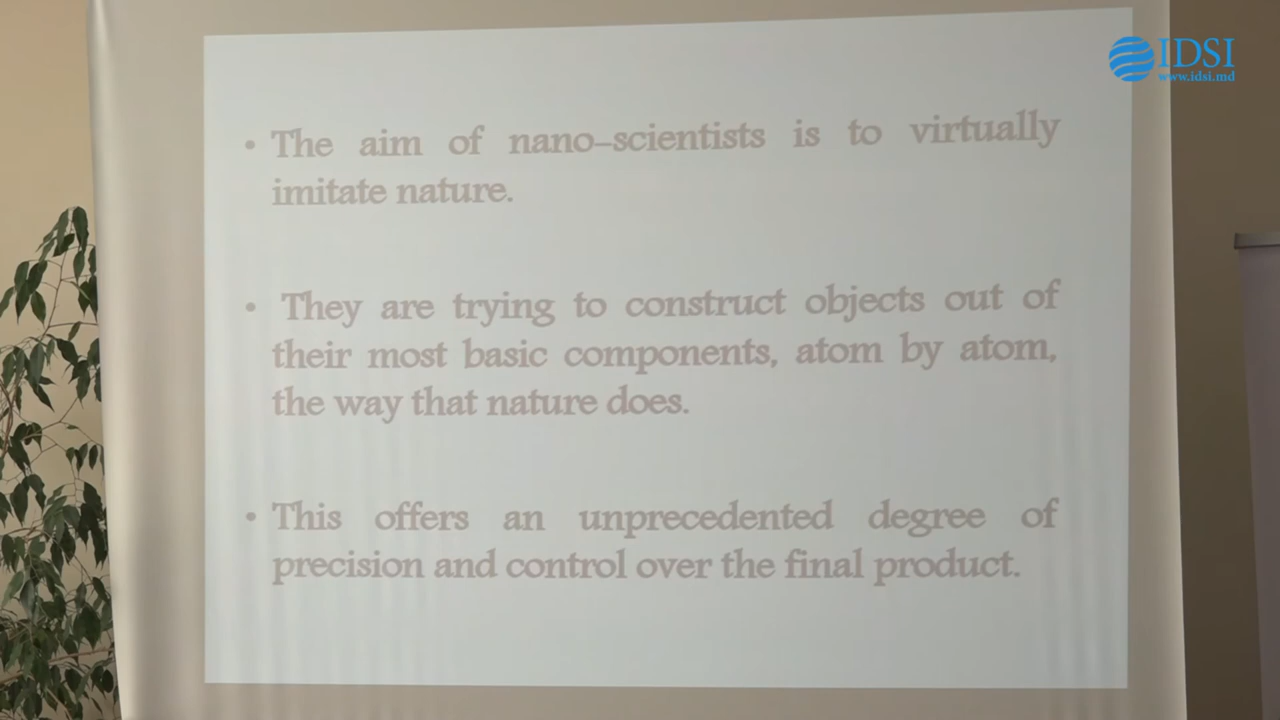 IDSI
www.idsi.md
• The aim of nano–scientists is to virtually
imitate nature.
• They are trying to construct objects out of
their most basic components, atom by atom,
the way that nature does.
• This offers an unprecedented degree of
precision and control over the final product.